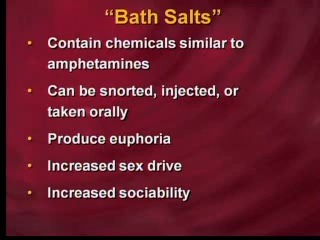 “Bath Salts”
• Contain chemicals similar to
amphetamines
• Can be snorted, injected, or
taken orally
• Produce euphoria
• Increased sex drive
• Increased sociability